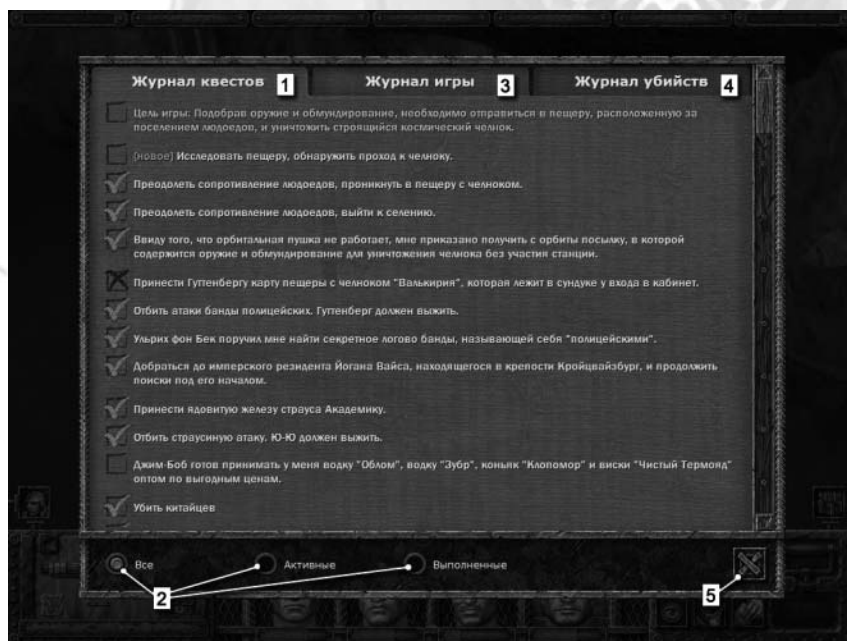 Журнал квестов 1 Журнал игры 3 Журнал убийств 4
Цель игры: Подобрав оружие и обмундирование, необходимо отправиться в пещеру, расположенную за
поселением людоедов, и уничтожить строящийся космический челнок.
[новое] Исследовать пещеру, обнаружить проход к челноку.
Преодолеть сопротивление людоедов, проникнуть в пещеру с челноком.
Преодолеть сопротивление людоедов, выйти к селению.
Ввиду того, что орбитальная пушка не работает, мне приказано получить с орбиты посылку, в которой
содержится оружие и обмундирование для уничтожения челнока без участия станции.
Принести Гуттенбергу карту пещеры с челноком "Валькирия", которая лежит в сундуке у входа в кабинет.
Отбить атаки банды полицейских. Гуттенберг должен выжить.
Ульрих фон Бек поручил мне найти секретное логово банды, называющей себя "полицейскими".
Добраться до имперского резидента Йогана Вайса, находящегося в крепости Кройцвайзбург, и продолжить
поиски под его началом.
Принести ядовитую железу страуса Академику.
Отбить страусиную атаку. Ю-Ю должен выжить.
Джим-Боб готов принимать у меня водку "Облом", водку "Зубр", коньяк "Клопомор" и виски "Чистый Термояд"
оптом по выгодным ценам.
Убить китайцев
Все Активные Выполненные
2 5